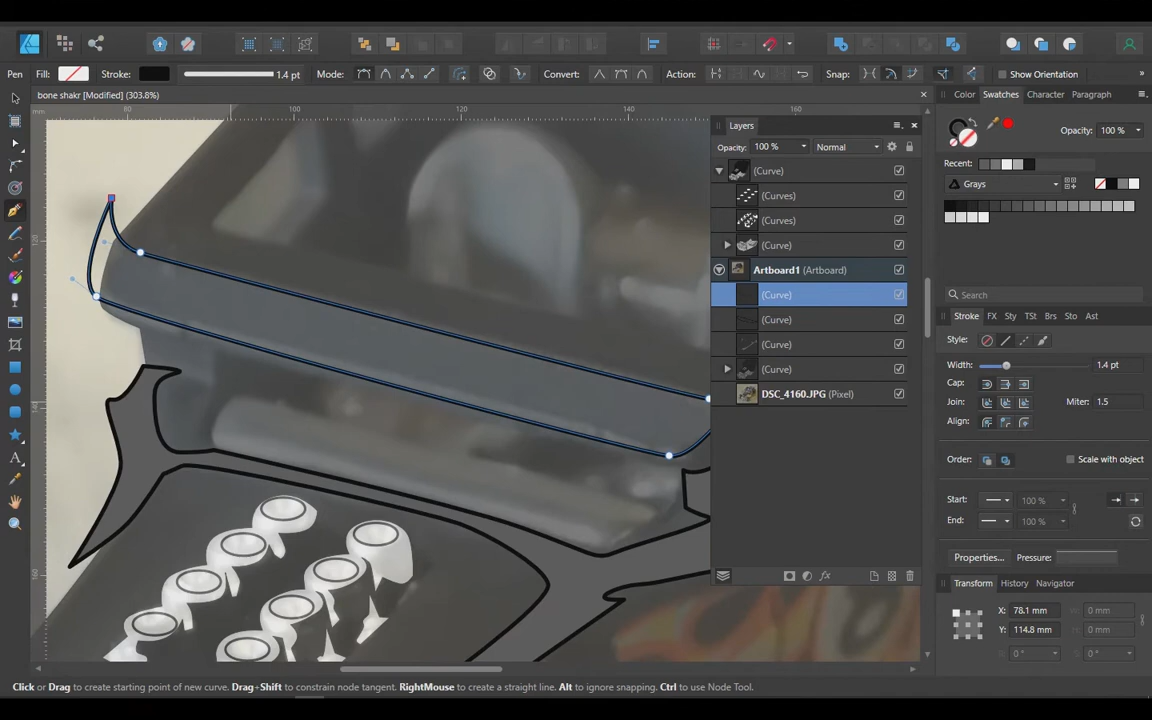 Pen Fill: Stroke: 1.4 pt Mode: Convert: Action: Snap: Show Orientation »
bone shakr [Modified] (303.8%)
Color Swatches Character Paragraph
mm 80 100 120 140 160
Layers
Opacity: 100 %
Opacity: 100 % Normal
Recent:
(Curve)
Grays
(Curves)
(Curves)
(Curve)
Artboard1 (Artboard)
(Curve)
Search
(Curve)
Stroke FX Sty TSt Brs Sto Ast
Style:
(Curve)
Width: 1.4 pt
(Curve)
Cap:
DSC_4160.JPG (Pixel)
Join: Miter: 1.5
Align:
Order: Scale with object
Start: 100 %
End: 100 %
Properties... Pressure:
Transform History Navigator
X: 78.1 mm W: 0 mm
Y: 114.8 mm H: 0 mm
0 ° 0 °
Click or Drag to create starting point of new curve. Drag+Shift to constrain node tangent. RightMouse to create a straight line. Alt to ignore snapping. Ctrl to use Node Tool.